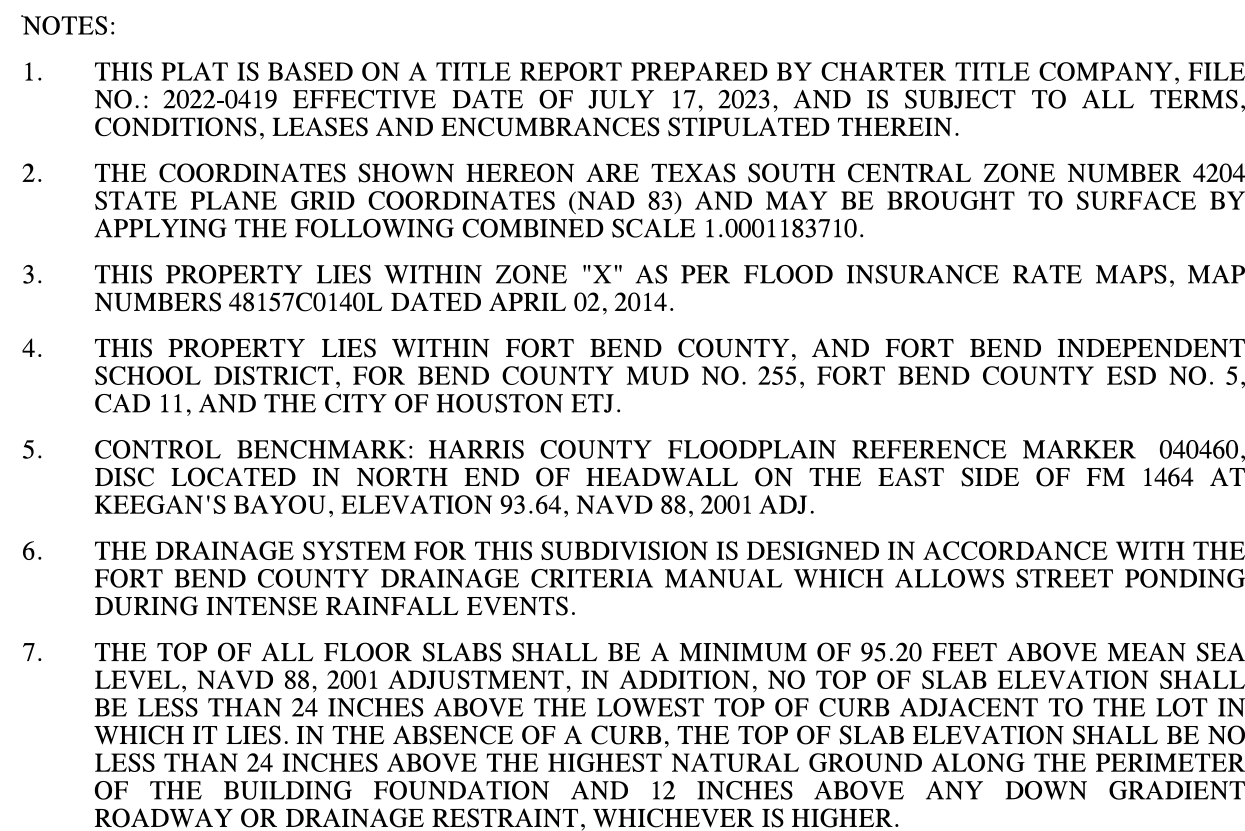 NOTES:
1. THIS PLAT IS BASED ON A TITLE REPORT PREPARED BY CHARTER TITLE COMPANY, FILE
NO.: 2022-0419 EFFECTIVE DATE OF JULY 17, 2023, AND IS SUBJECT TO ALL TERMS,
CONDITIONS, LEASES AND ENCUMBRANCES STIPULATED THEREIN.
2. THE COORDINATES SHOWN HEREON ARE TEXAS SOUTH CENTRAL ZONE NUMBER 4204
STATE PLANE GRID COORDINATES (NAD 83) AND MAY BE BROUGHT TO SURFACE BY
APPLYING THE FOLLOWING COMBINED SCALE 1.0001183710.
3. THIS PROPERTY LIES WITHIN ZONE "X" AS PER FLOOD INSURANCE RATE MAPS, MAP
NUMBERS 48157C0140L DATED APRIL 02, 2014.
4. THIS PROPERTY LIES WITHIN FORT BEND COUNTY, AND FORT BEND INDEPENDENT
SCHOOL DISTRICT, FOR BEND COUNTY MUD NO. 255, FORT BEND COUNTY ESD NO. 5,
CAD 11, AND THE CITY OF HOUSTON ETJ.
5. CONTROL BENCHMARK: HARRIS COUNTY FLOODPLAIN REFERENCE MARKER 040460,
DISC LOCATED IN NORTH END OF HEADWALL ON THE EAST SIDE OF FM 1464 AT
KEEGAN'S BAYOU, ELEVATION 93.64, NAVD 88, 2001 ADJ.
6. THE DRAINAGE SYSTEM FOR THIS SUBDIVISION IS DESIGNED IN ACCORDANCE WITH THE
FORT BEND COUNTY DRAINAGE CRITERIA MANUAL WHICH ALLOWS STREET PONDING
DURING INTENSE RAINFALL EVENTS.
7. THE TOP OF ALL FLOOR SLABS SHALL BE A MINIMUM OF 95.20 FEET ABOVE MEAN SEA
LEVEL, NAVD 88, 2001 ADJUSTMENT, IN ADDITION, NO TOP OF SLAB ELEVATION SHALL
BE LESS THAN 24 INCHES ABOVE THE LOWEST TOP OF CURB ADJACENT TO THE LOT IN
WHICH IT LIES. IN THE ABSENCE OF A CURB, THE TOP OF SLAB ELEVATION SHALL BE NO
LESS THAN 24 INCHES ABOVE THE HIGHEST NATURAL GROUND ALONG THE PERIMETER
OF THE BUILDING FOUNDATION AND 12 INCHES ABOVE ANY DOWN GRADIENT
ROADWAY OR DRAINAGE RESTRAINT, WHICHEVER IS HIGHER.